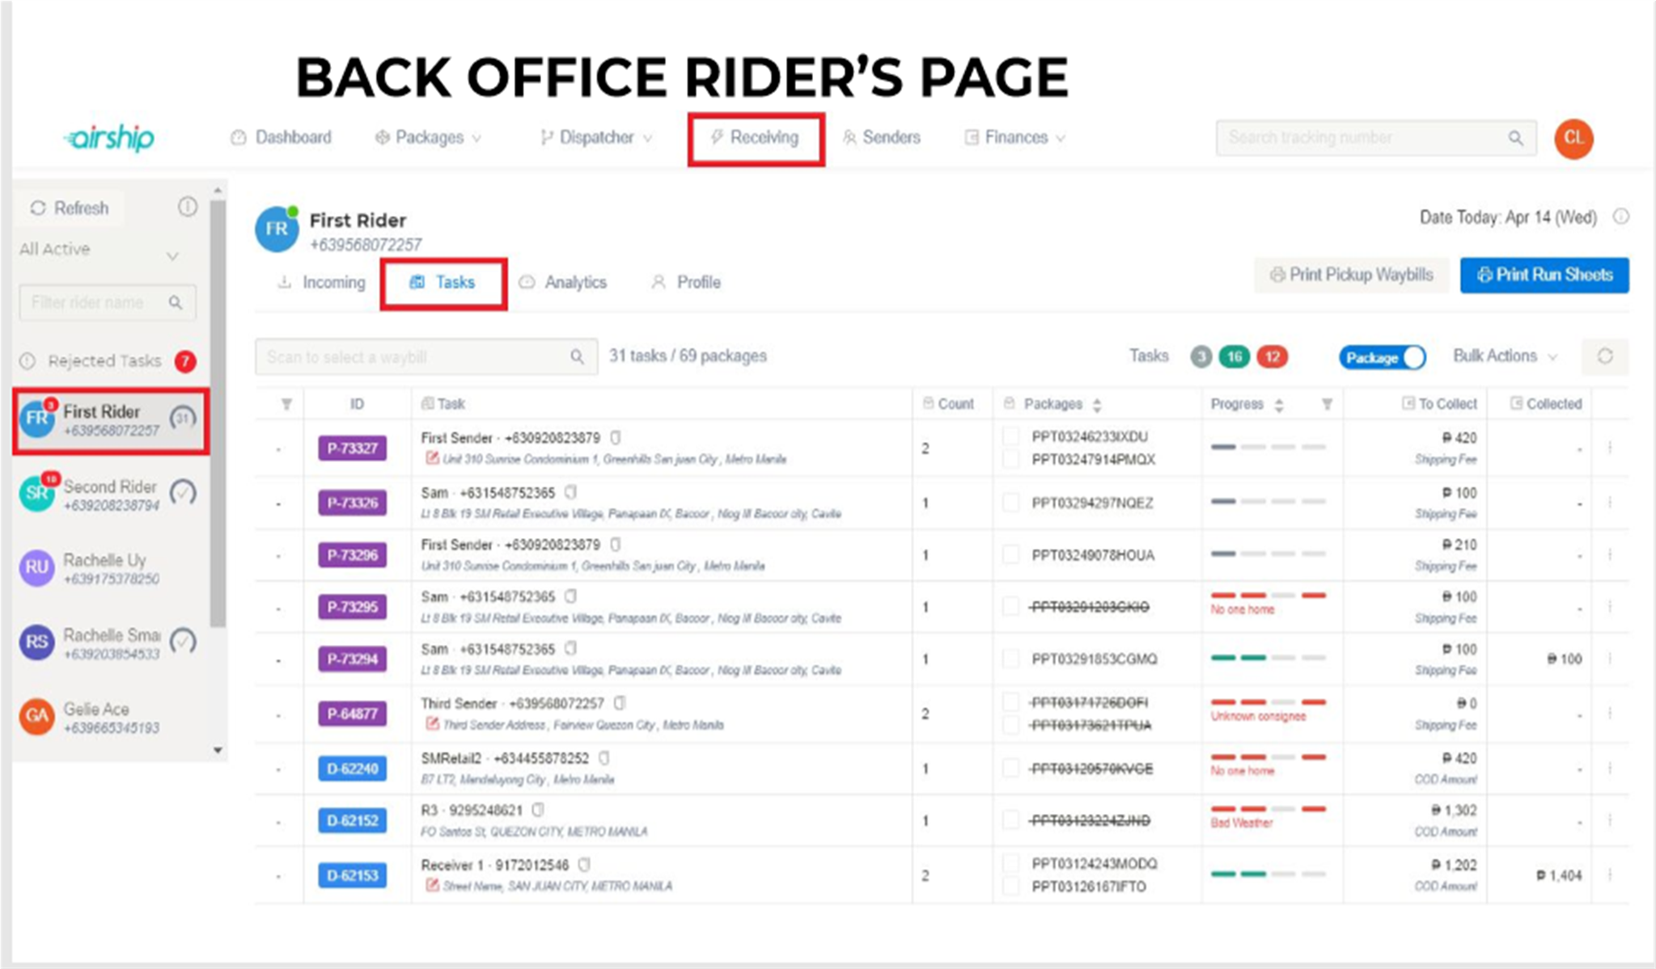 BACK OFFICE RIDER'S PAGE
airship
Dashboard
Packages
Dispatcher
Receiving
Senders
Finances
Search tracking number
CL
Refresh
All Active
Filter rider name
Rejected Tasks 7
FR 3 First Rider 31
+639568072257
SR 18 Second Rider
+639208238794
RU Rachelle Uy
+639175378250
RS Rachelle Smar
+639203854533
GA Gelie Ace
+639665345193
FR First Rider
+639568072257
Date Today: Apr 14 (Wed)
Incoming Tasks Analytics Profile
Print Pickup Waybills
Print Run Sheets
Scan to select a waybill
31 tasks / 69 packages
Tasks 3 16 12
Package
Bulk Actions
ID Task Count Packages Progress To Collect Collected
- P-73327 First Sender · +630920823879 2 PPT03246233IXDU ₱ 420 -
Unit 310 Sunrise Condominium 1, Greenhills San juan City , Metro Manila PPT03247914PMQX Shipping Fee
- P-73326 Sam · +631548752365 1 PPT03294297NQEZ ₱ 100 -
Lt 8 Blk 19 SM Retail Executive Village, Panapaan IX, Bacoor , Niog III Bacoor city, Cavite Shipping Fee
- P-73296 First Sender · +630920823879 1 PPT03249078HOUA ₱ 210 -
Unit 310 Sunrise Condominium 1, Greenhills San juan City , Metro Manila Shipping Fee
- P-73295 Sam · +631548752365 1 PPT03291203GKIO ₱ 100 -
Lt 8 Blk 19 SM Retail Executive Village, Panapaan IX, Bacoor , Niog III Bacoor city, Cavite No one home Shipping Fee
- P-73294 Sam · +631548752365 1 PPT03291853CGMQ ₱ 100 ₱ 100
Lt 8 Blk 19 SM Retail Executive Village, Panapaan IX, Bacoor , Niog III Bacoor city, Cavite Shipping Fee
- P-64877 Third Sender · +639568072257 2 PPT03171726DOFI ₱ 0 -
Third Sender Address , Fairview Quezon City , Metro Manila PPT03173621TPUA Unknown consignee Shipping Fee
- D-62240 SMRetail2 · +634455878252 1 PPT03120570KVGE ₱ 420 -
B7 LT2, Mandaluyong City , Metro Manila No one home COD Amount
- D-62152 R3 · 9295248621 1 PPT03123224ZJND ₱ 1,302 -
FO Santos St, QUEZON CITY, METRO MANILA Bad Weather COD Amount
- D-62153 Receiver 1 · 9172012546 2 PPT03124243MODQ ₱ 1,202 ₱ 1,404
Street Name, SAN JUAN CITY, METRO MANILA PPT03126167IFTO COD Amount